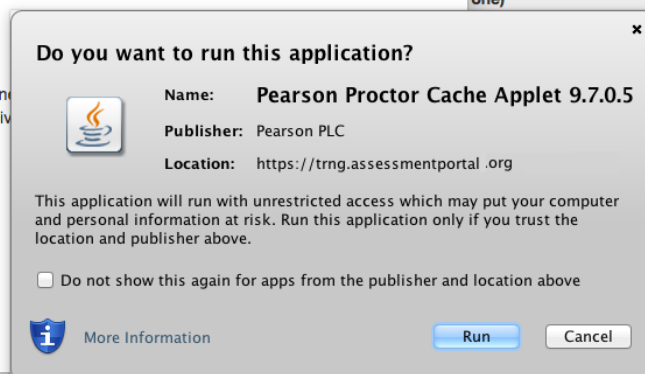 one)
Do you want to run this application?
Name: Pearson Proctor Cache Applet 9.7.0.5
Publisher: Pearson PLC
Location: https://trng.assessmentportal .org
This application will run with unrestricted access which may put your computer
and personal information at risk. Run this application only if you trust the
location and publisher above.
Do not show this again for apps from the publisher and location above
More Information
Run
Cancel